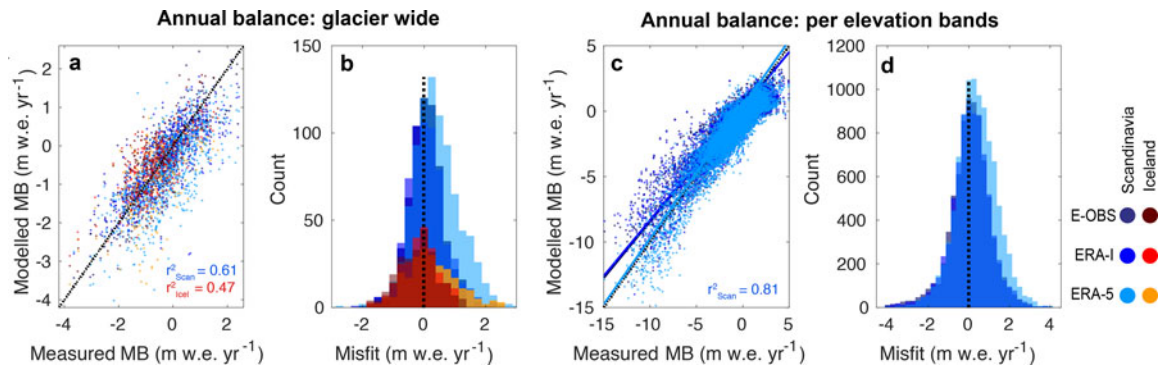 Annual balance: glacier wide
Annual balance: per elevation bands
a
2
1
0
-1
-2
-3
-4
-4
-2
0
2
Modelled MB (m w.e. yr⁻¹)
Measured MB (m w.e. yr⁻¹)
r²Scan = 0.61
r²Icel = 0.47
b
150
100
50
0
-2
0
2
Count
Misfit (m w.e. yr⁻¹)
c
5
0
-5
-10
-15
-15
-10
-5
0
5
Modelled MB (m w.e. yr⁻¹)
Measured MB (m w.e. yr⁻¹)
r²Scan = 0.81
d
1200
1000
800
600
400
200
0
-4
-2
0
2
4
Count
Misfit (m w.e. yr⁻¹)
Scandinavia
Iceland
E-OBS
ERA-I
ERA-5